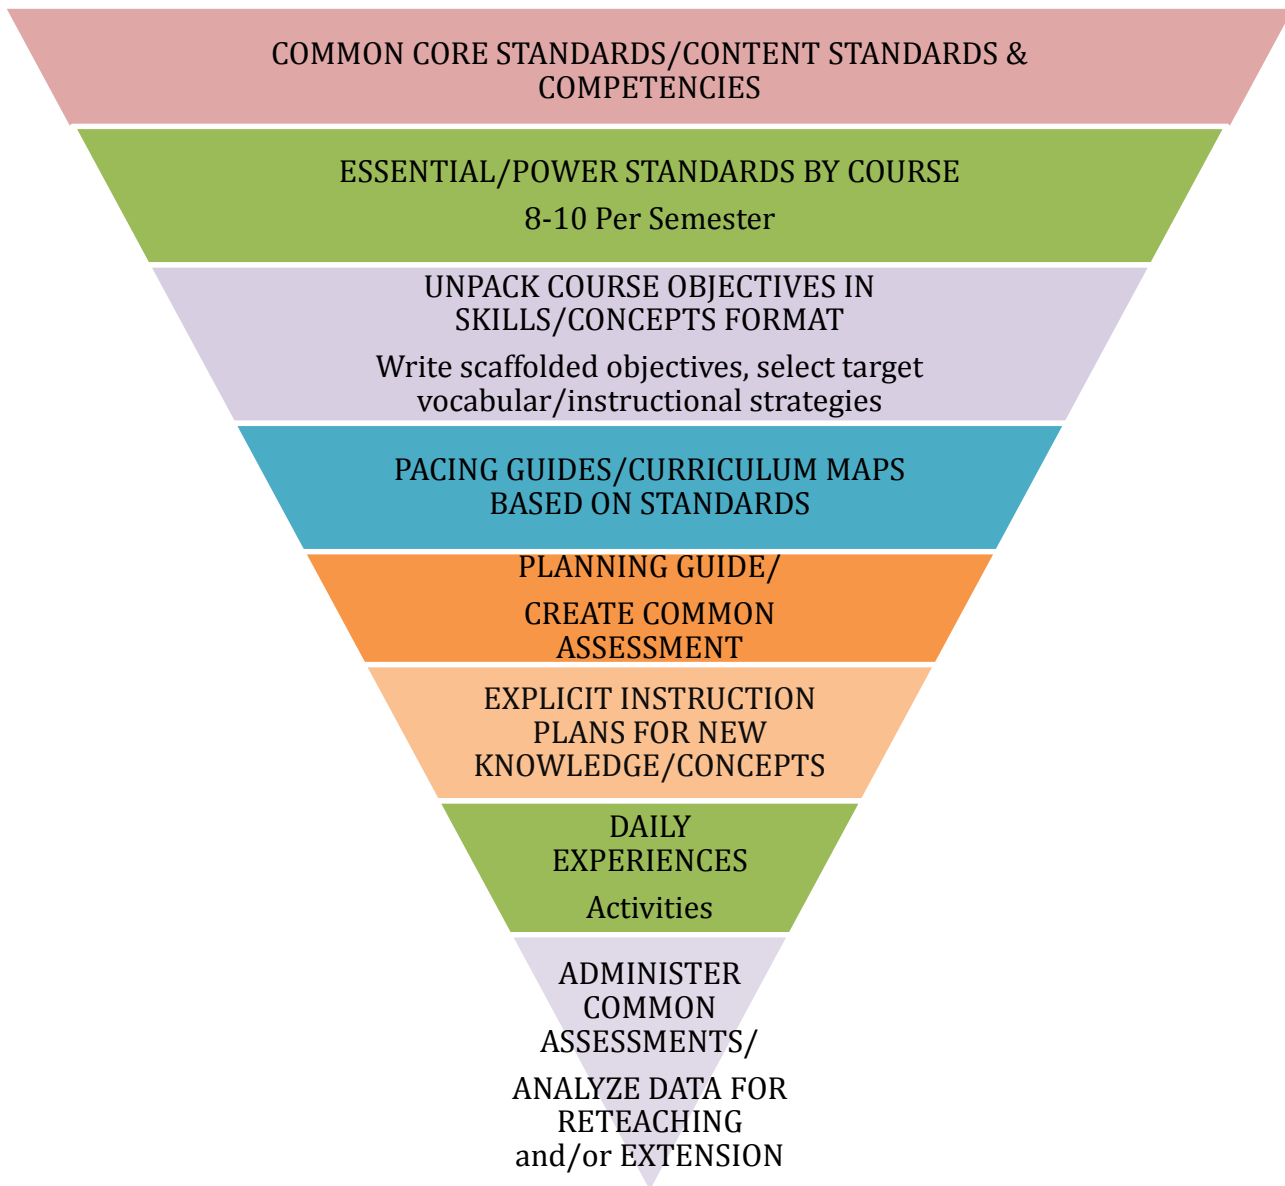 COMMON CORE STANDARDS/CONTENT STANDARDS &
COMPETENCIES
ESSENTIAL/POWER STANDARDS BY COURSE
8-10 Per Semester
UNPACK COURSE OBJECTIVES IN
SKILLS/CONCEPTS FORMAT
Write scaffolded objectives, select target
vocabular/instructional strategies
PACING GUIDES/CURRICULUM MAPS
BASED ON STANDARDS
PLANNING GUIDE/
CREATE COMMON
ASSESSMENT
EXPLICIT INSTRUCTION
PLANS FOR NEW
KNOWLEDGE/CONCEPTS
DAILY
EXPERIENCES
Activities
ADMINISTER
COMMON
ASSESSMENTS/
ANALYZE DATA FOR
RETEACHING
and/or EXTENSION